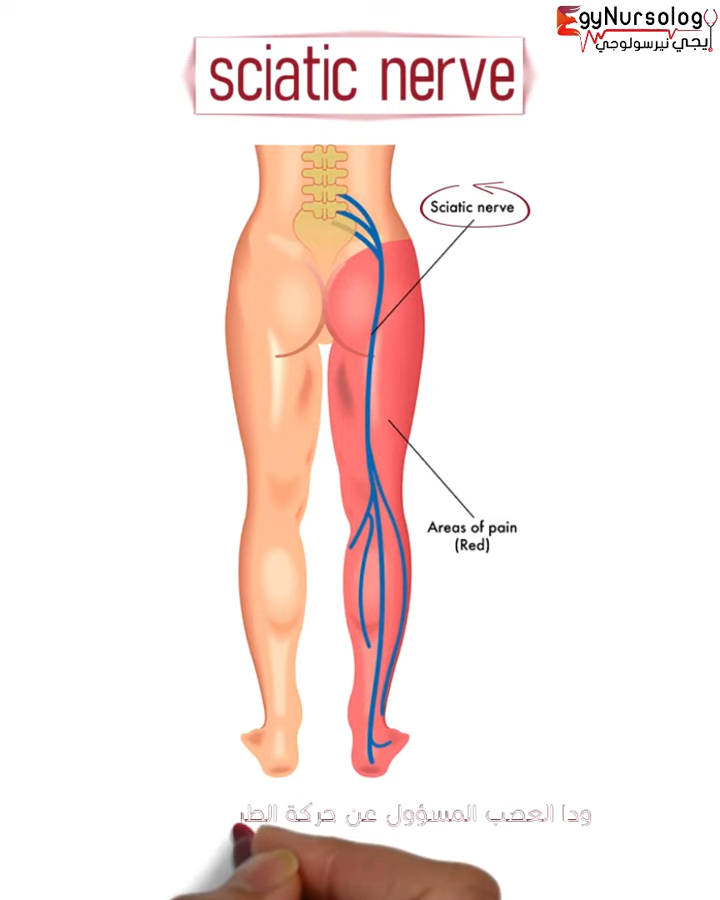 EgyNursology
إيجي نيرسولوجي
sciatic nerve
Sciatic nerve
Areas of pain
(Red)
ودا العصب المسؤول عن حركة